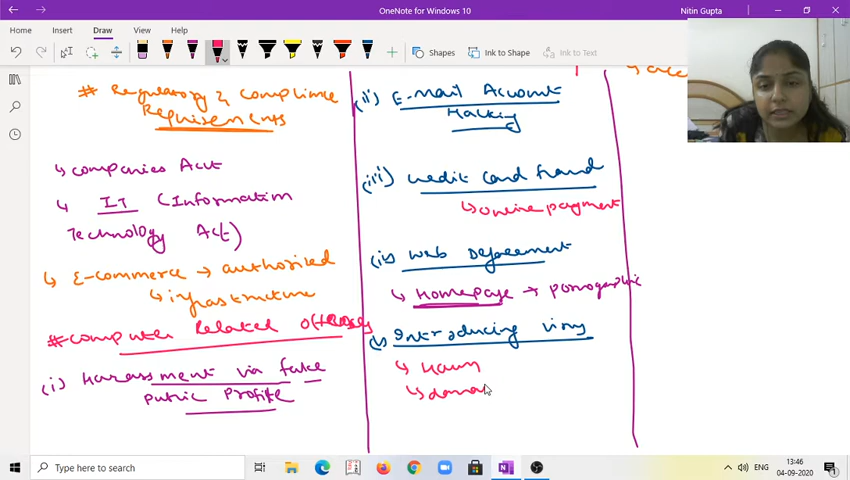 OneNote for Windows 10
Nitin Gupta
Home Insert Draw View Help
Shapes Ink to Shape Ink to Text
# Regulatory & Compliance
Requirements
↳ Companies Act
↳ IT (Information
Technology Act)
↳ E-commerce → authorized
↳ infrastructure
# Computer Related Offences
(i) Harassment via fake
public Profile
(ii) E-mail Account
Hacking
(iii) Credit Card fraud
↳ online payment
(iv) Web Defacement
↳ Homepage → pornographic
(v) Introducing virus
↳ Harm
↳ dama
Type here to search
ENG
13:46
04-09-2020